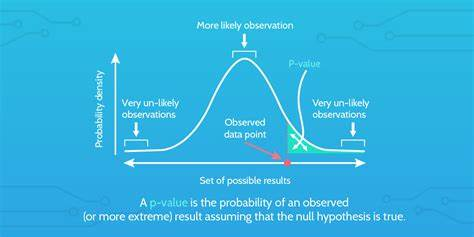 More likely observation
P-value
Probability density
Very un-likely
observations
Very un-likely
observations
Observed
data point
Set of possible results
A p-value is the probability of an observed
(or more extreme) result assuming that the null hypothesis is true.